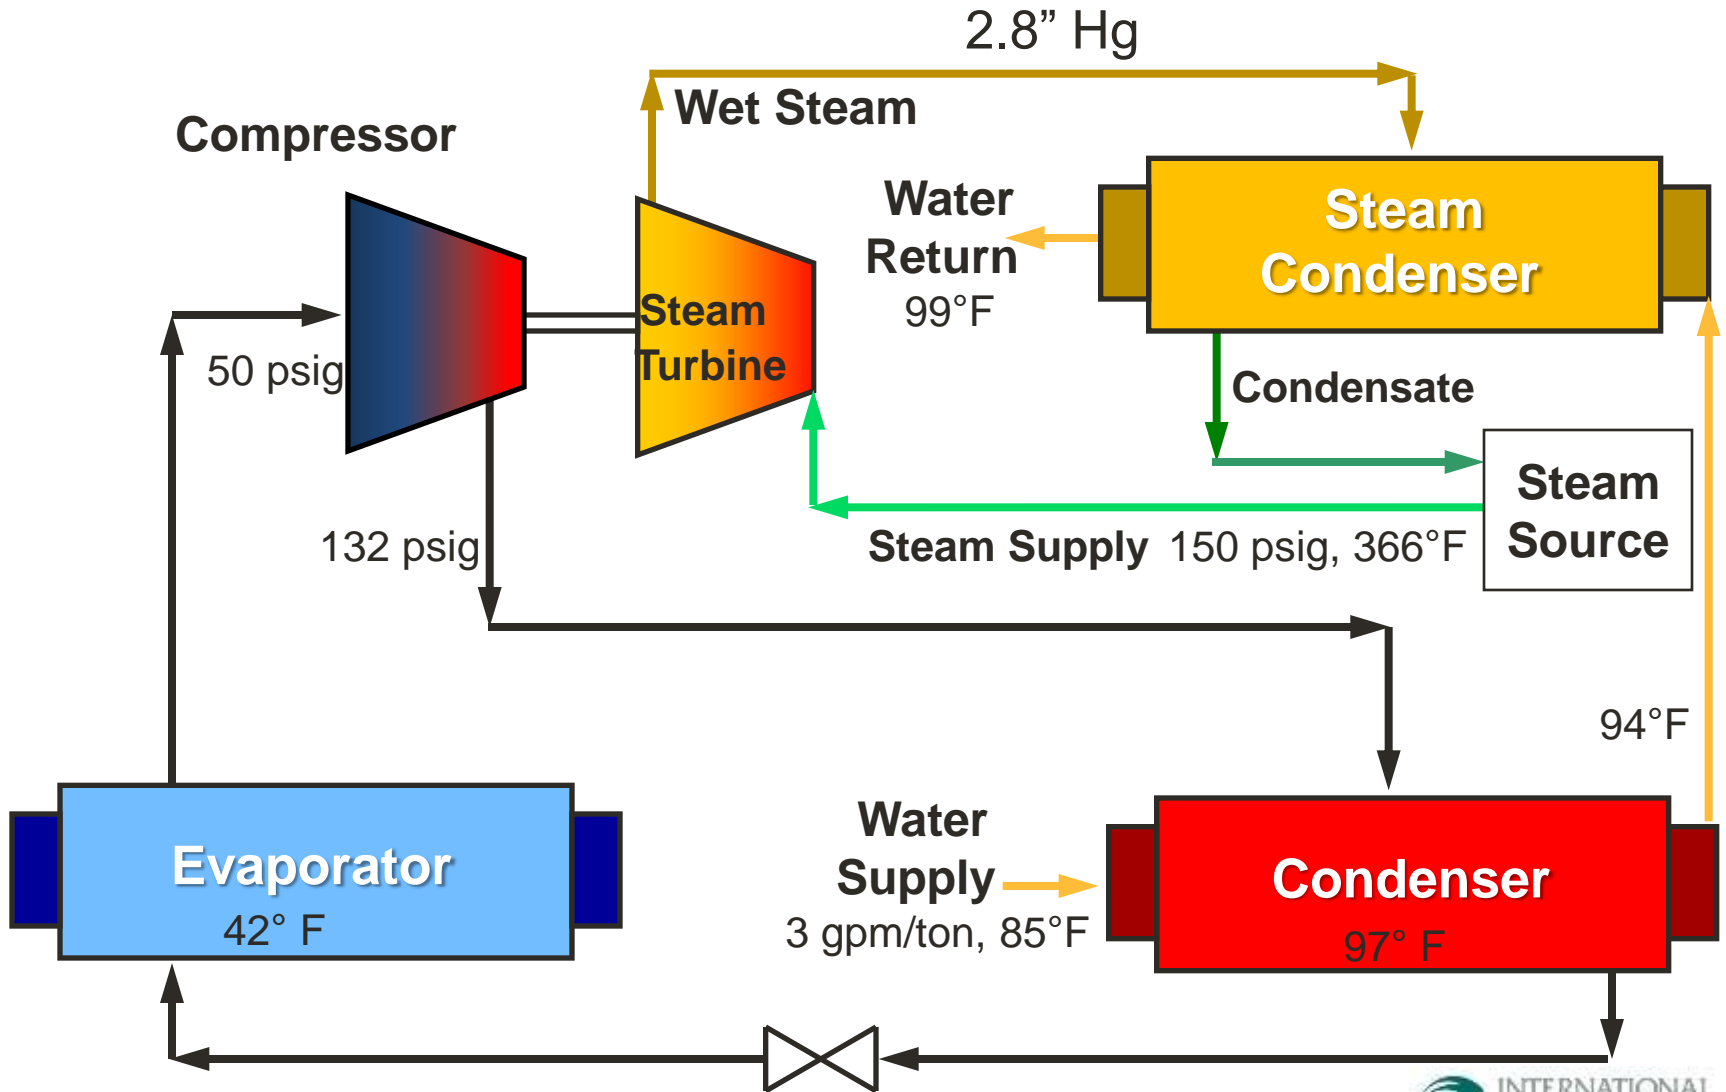 2.8” Hg
Wet Steam
Compressor
Water
Return
99°F
Steam
Condenser
Steam
Turbine
50 psig
Condensate
Steam
Source
132 psig
Steam Supply 150 psig, 366°F
94°F
Water
Supply
3 gpm/ton, 85°F
Evaporator
42° F
Condenser
97° F
INTERNATIONAL